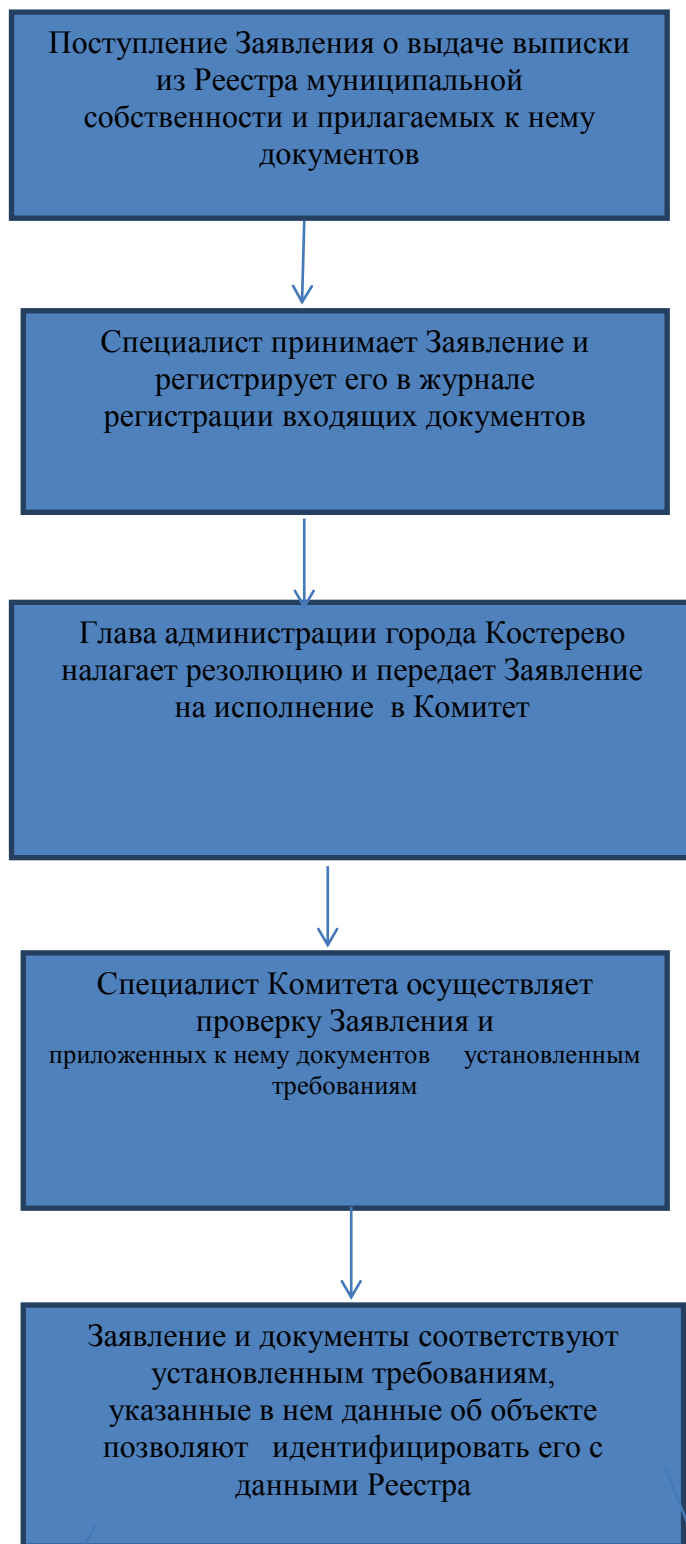 Поступление Заявления о выдаче выписки
из Реестра муниципальной
собственности и прилагаемых к нему
документов
Специалист принимает Заявление и
регистрирует его в журнале
регистрации входящих документов
Глава администрации города Костерево
налагает резолюцию и передает Заявление
на исполнение в Комитет
Специалист Комитета осуществляет
проверку Заявления и
приложенных к нему документов установленным
требованиям
Заявление и документы соответствуют
установленным требованиям,
указанные в нем данные об объекте
позволяют идентифицировать его с
данными Реестра